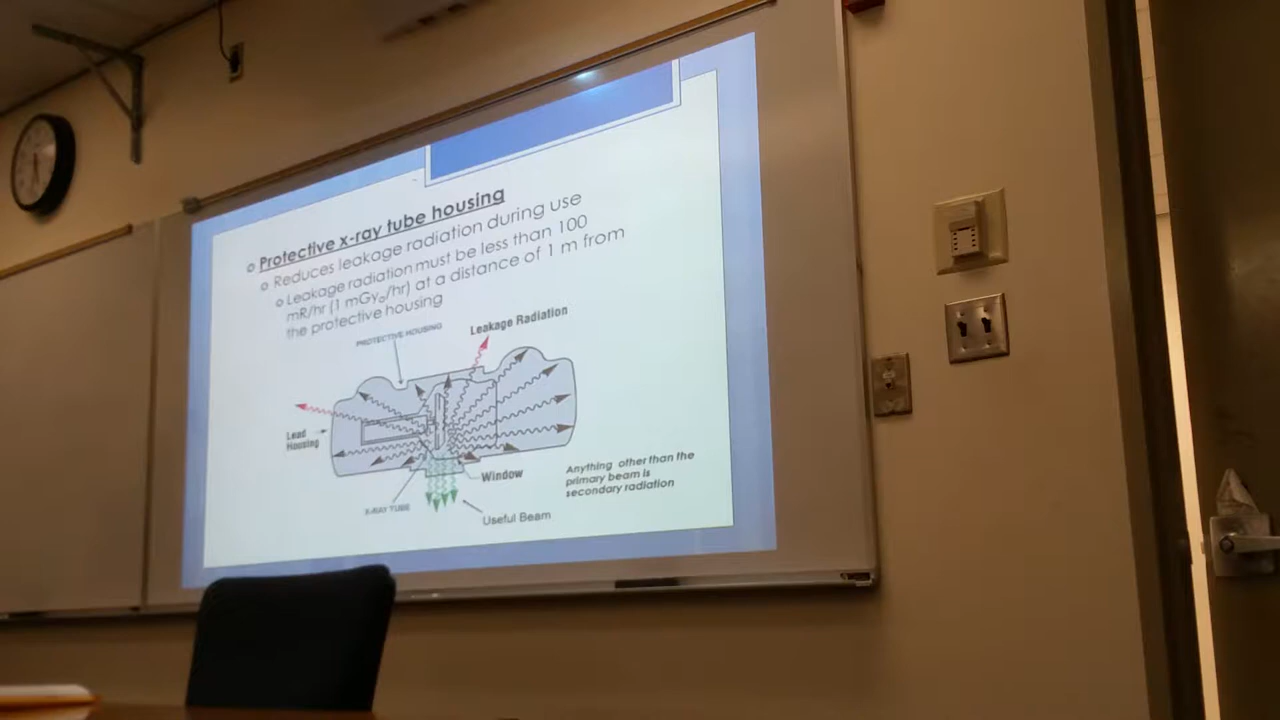 Protective x-ray tube housing
Reduces leakage radiation during use
Leakage radiation must be less than 100
mR/hr (1 mGyₐ/hr) at a distance of 1 m from
the protective housing
PROTECTIVE HOUSING
Leakage Radiation
Lead
Housing
Window
Anything other than the
primary beam is
secondary radiation
X-RAY TUBE
Useful Beam